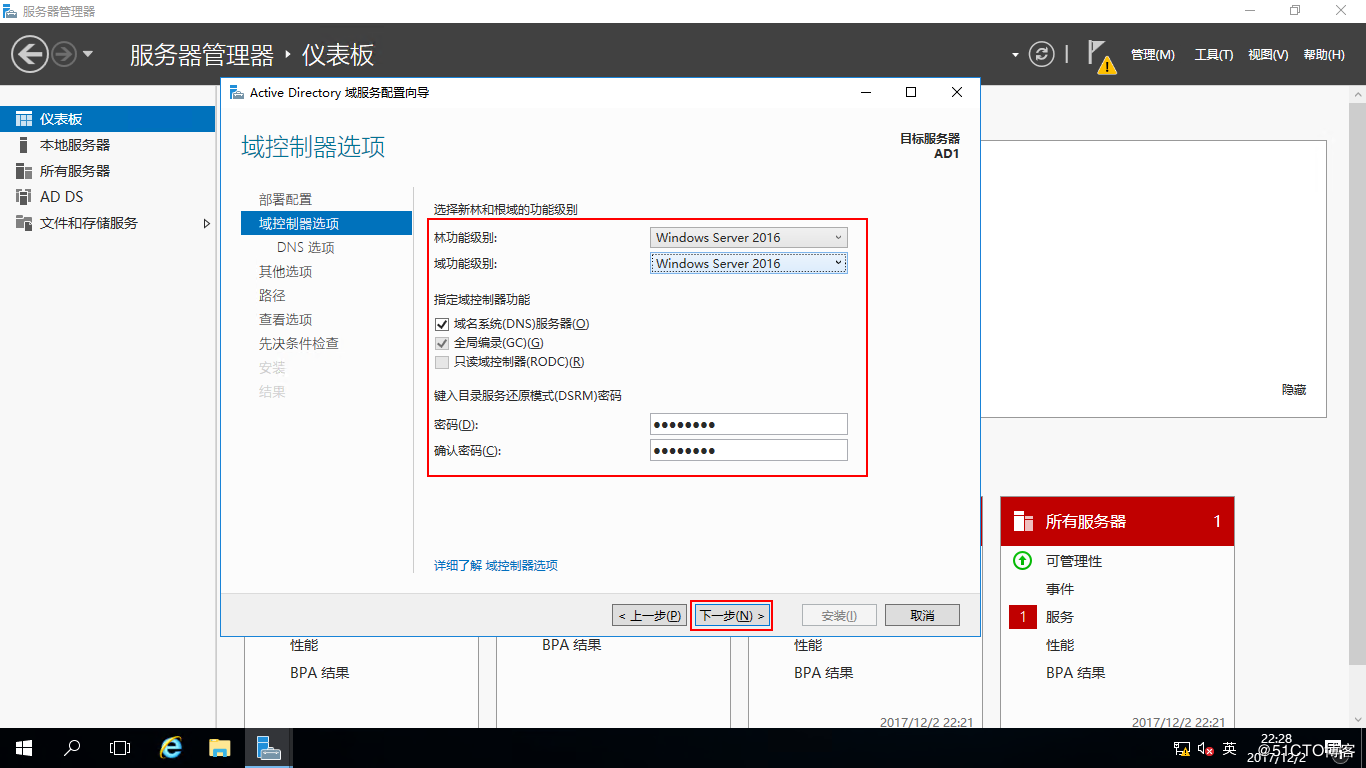 服务器管理器
服务器管理器 ‣ 仪表板
管理(M) 工具(T) 视图(V) 帮助(H)
仪表板
本地服务器
所有服务器
AD DS
文件和存储服务
Active Directory 域服务配置向导
域控制器选项
目标服务器
AD1
部署配置
域控制器选项
DNS 选项
其他选项
路径
查看选项
先决条件检查
安装
结果
选择新林和根域的功能级别
林功能级别: Windows Server 2016
域功能级别: Windows Server 2016
指定域控制器功能
域名系统(DNS)服务器(O)
全局编录(GC)(G)
只读域控制器(RODC)(R)
键入目录服务还原模式(DSRM)密码
密码(D): ●●●●●●●●
确认密码(C): ●●●●●●●●
详细了解 域控制器选项
< 上一步(P) 下一步(N) > 安装(I) 取消
隐藏
所有服务器 1
可管理性
事件
1 服务
性能
BPA 结果
2017/12/2 22:21
性能
BPA 结果
BPA 结果
性能
BPA 结果
2017/12/2 22:21
英
22:28
2017/12/2
@51CTO博客